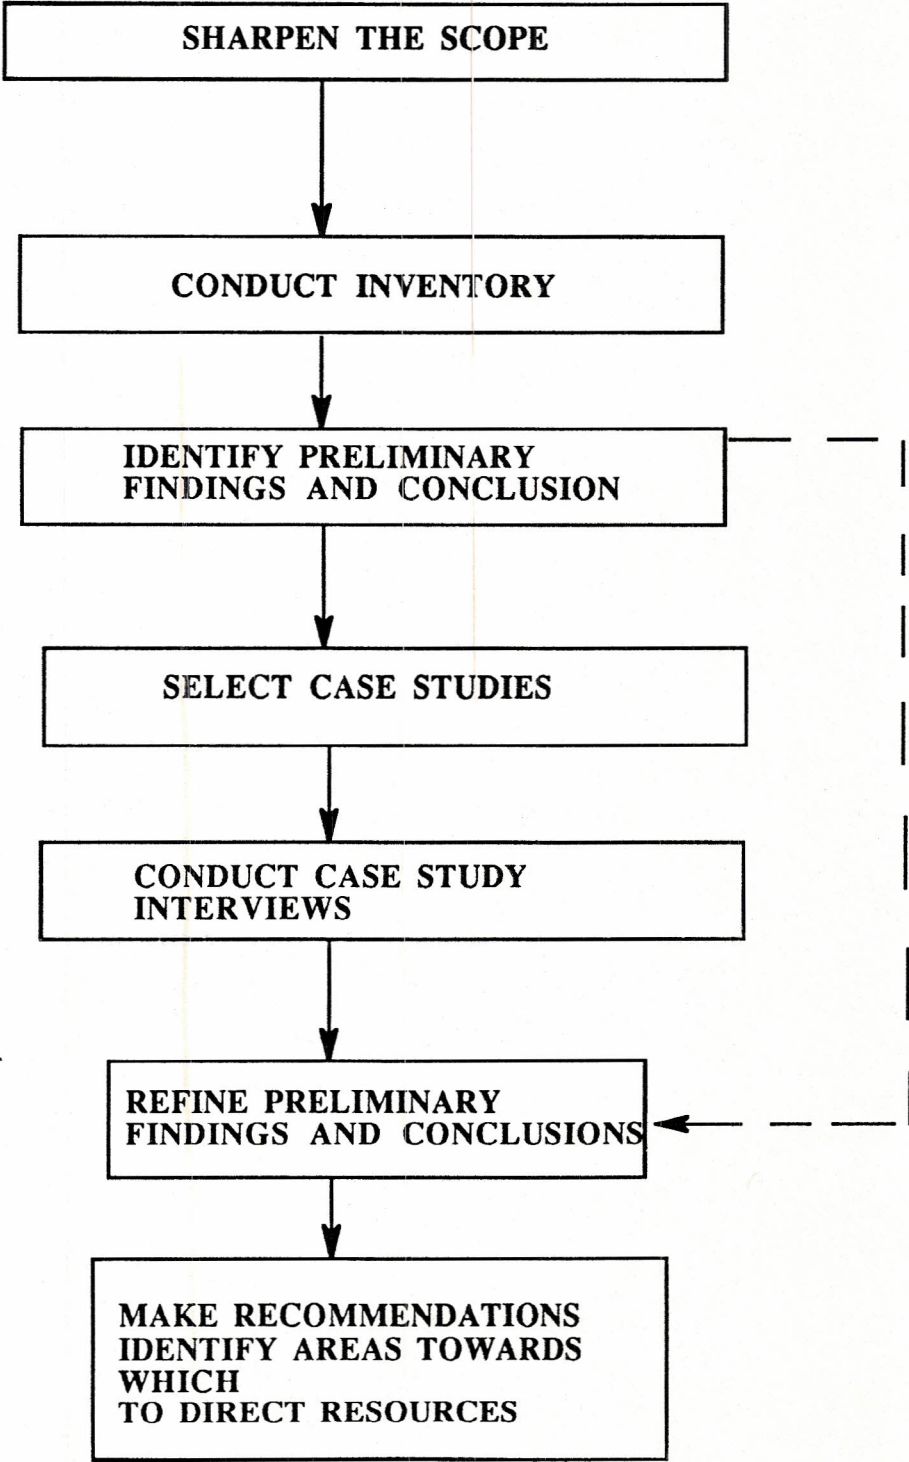 SHARPEN THE SCOPE
CONDUCT INVENTORY
IDENTIFY PRELIMINARY
FINDINGS AND CONCLUSION
SELECT CASE STUDIES
CONDUCT CASE STUDY
INTERVIEWS
REFINE PRELIMINARY
FINDINGS AND CONCLUSIONS
MAKE RECOMMENDATIONS
IDENTIFY AREAS TOWARDS
WHICH
TO DIRECT RESOURCES